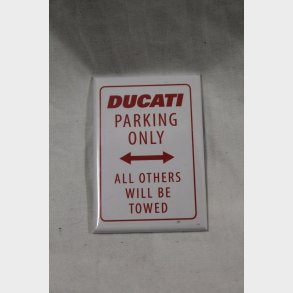 DUCATI
PARKING
ONLY
ALL OTHERS
WILL BE
TOWED